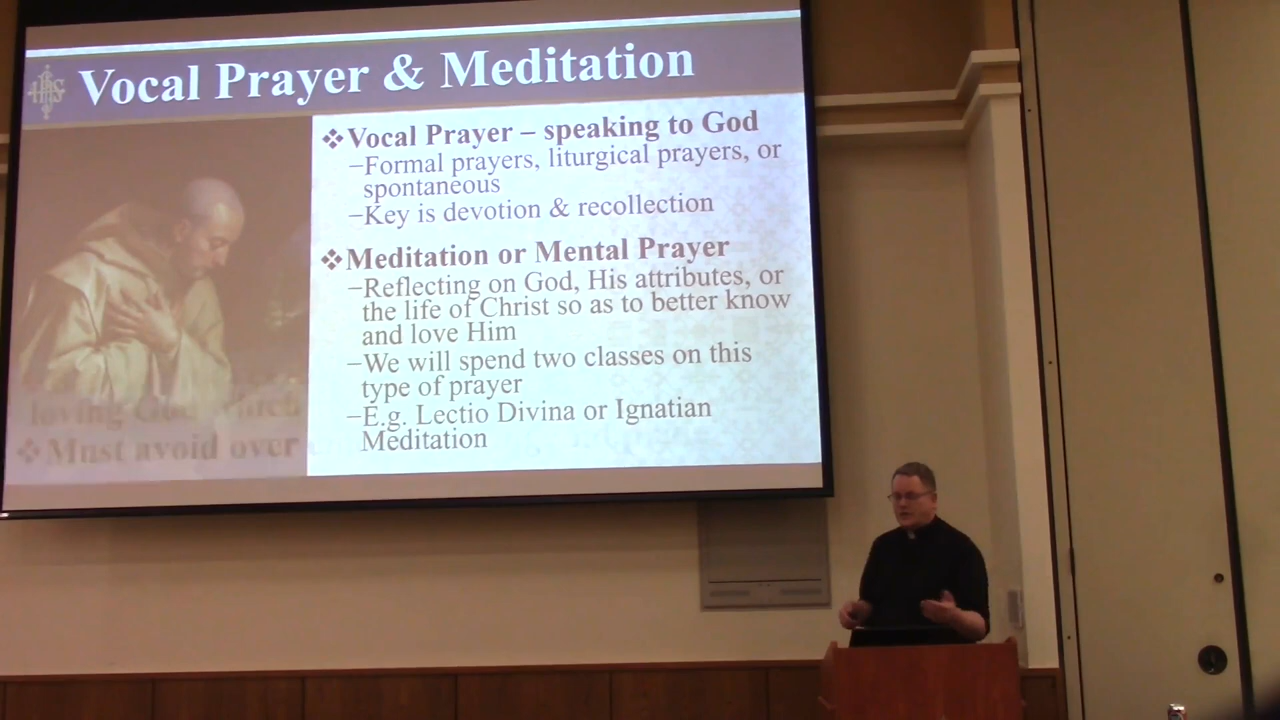 IHS
Vocal Prayer & Meditation
❖Vocal Prayer – speaking to God
–Formal prayers, liturgical prayers, or
spontaneous
–Key is devotion & recollection
❖Meditation or Mental Prayer
–Reflecting on God, His attributes, or
the life of Christ so as to better know
and love Him
–We will spend two classes on this
type of prayer
–E.g. Lectio Divina or Ignatian
Meditation
loving God which
❖Must avoid over